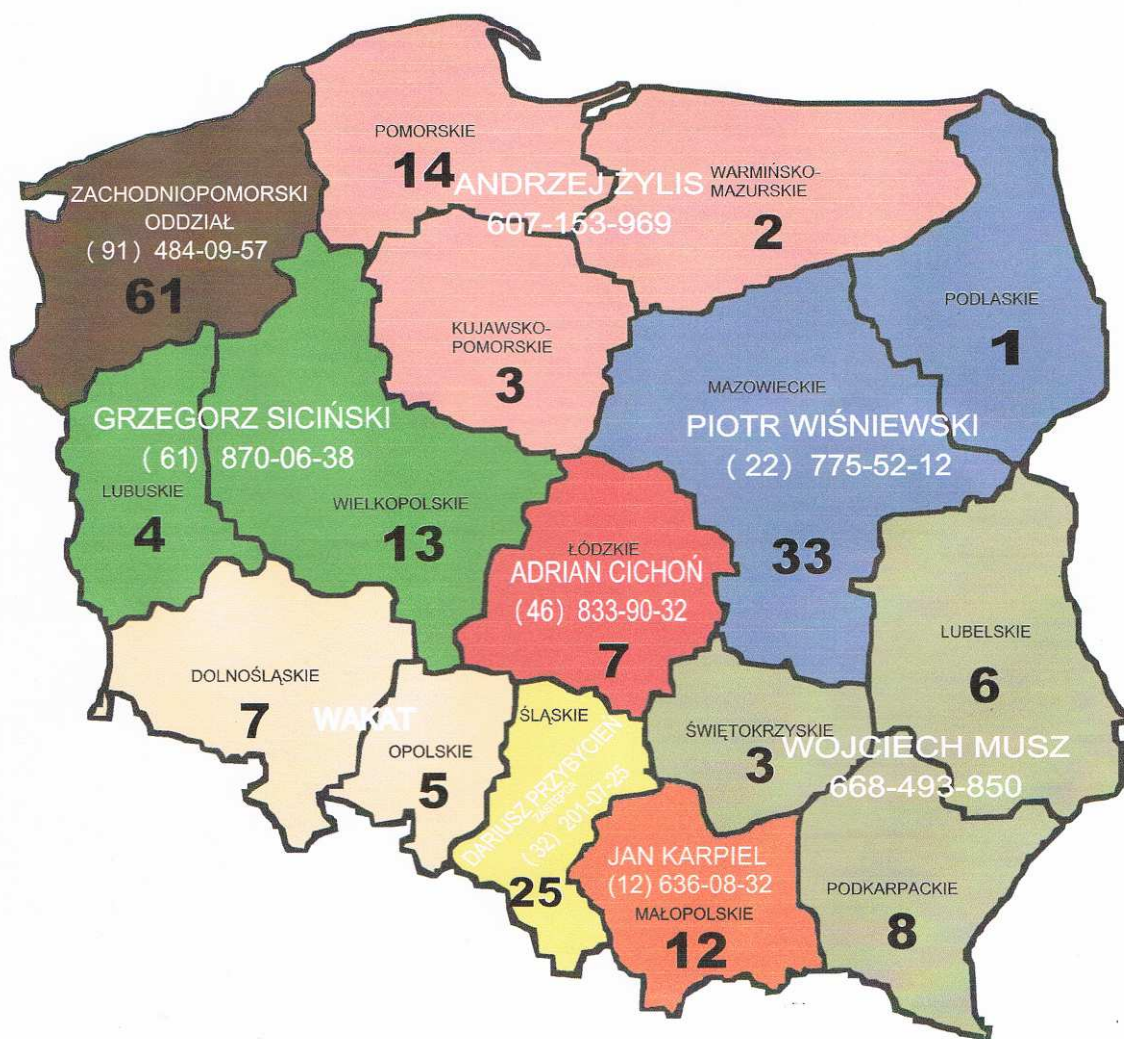 POMORSKIE
14
ANDRZEJ ŻYLIS
607-153-969
WARMIŃSKO-
MAZURSKIE
2
ZACHODNIOPOMORSKI
ODDZIAŁ
( 91) 484-09-57
61
KUJAWSKO-
POMORSKIE
3
PODLASKIE
1
MAZOWIECKIE
PIOTR WIŚNIEWSKI
( 22) 775-52-12
33
GRZEGORZ SICIŃSKI
( 61) 870-06-38
LUBUSKIE
4
WIELKOPOLSKIE
13
ŁÓDZKIE
ADRIAN CICHOŃ
(46) 833-90-32
7
LUBELSKIE
6
DOLNOŚLĄSKIE
7
WAKAT
OPOLSKIE
5
ŚLĄSKIE
DARIUSZ PRZYBYCIEN
ZASTĘPCA
( 32) 201-07-25
25
ŚWIĘTOKRZYSKIE
3
WOJCIECH MUSZ
668-493-850
JAN KARPIEL
(12) 636-08-32
MAŁOPOLSKIE
12
PODKARPACKIE
8